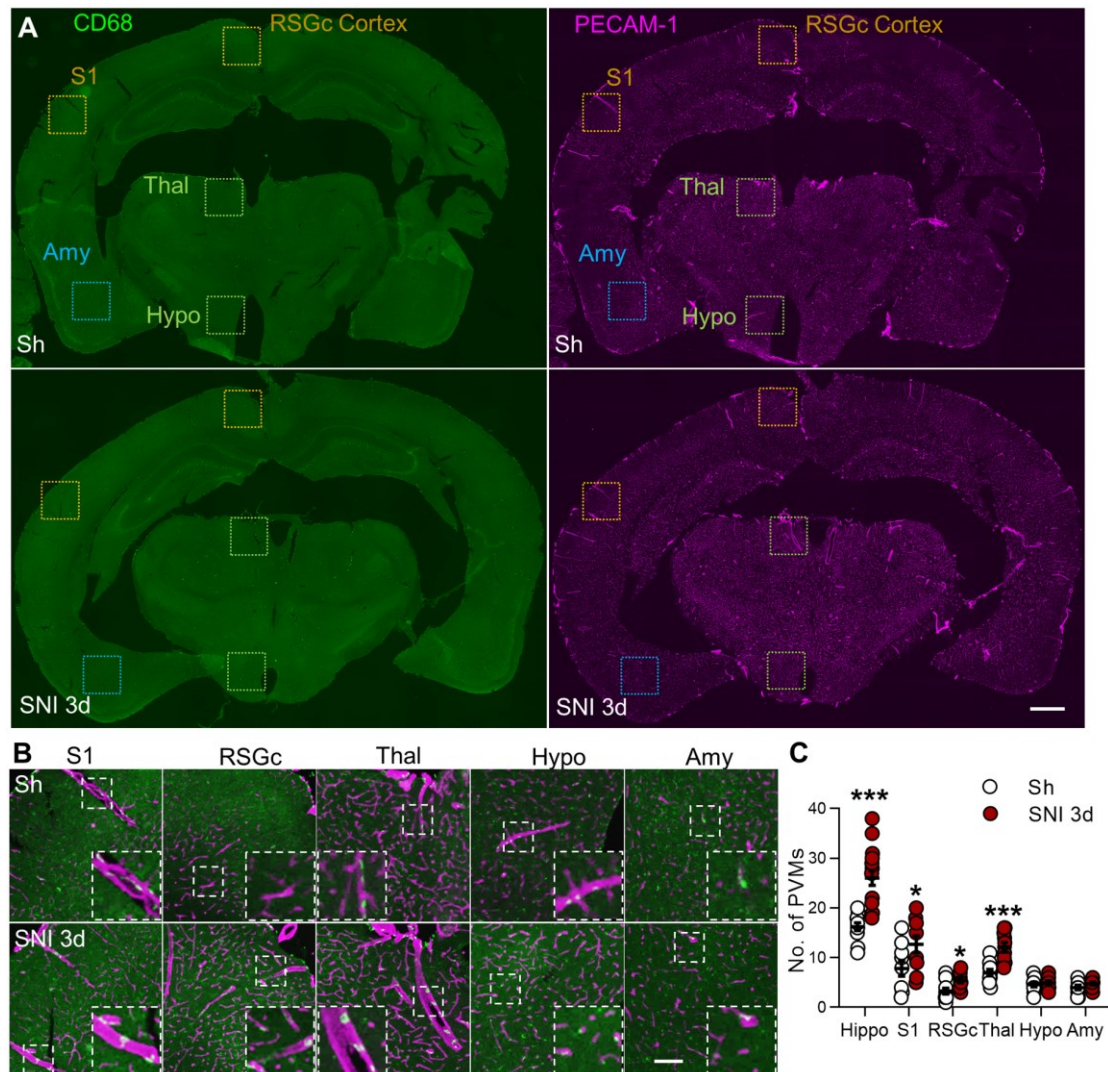 A CD68 RSGc Cortex PECAM-1 RSGc Cortex
S1 S1
Thal Thal
Amy Amy
Hypo Hypo
Sh Sh
SNI 3d SNI 3d
B S1 RSGc Thal Hypo Amy
Sh
SNI 3d
C
Sh
SNI 3d
No. of PVMs
40
30
20
10
0
*** * * ***
Hippo S1 RSGc Thal Hypo Amy